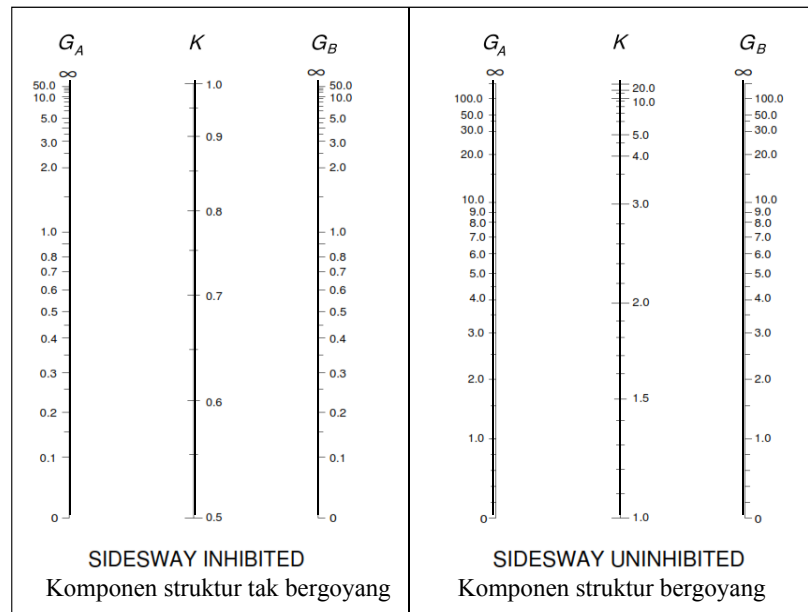 G_A K G_B
∞ ∞
50.0 1.0 50.0
10.0 10.0
5.0 0.9 5.0
3.0 3.0
2.0 2.0
0.8
1.0 1.0
0.8 0.8
0.7 0.7
0.6 0.7 0.6
0.5 0.5
0.4 0.4
0.3 0.3
0.6
0.2 0.2
0.1 0.1
0 0.5 0
SIDESWAY INHIBITED
Komponen struktur tak bergoyang
G_A K G_B
∞ ∞
20.0
100.0 10.0 100.0
50.0 50.0
30.0 5.0 30.0
20.0 4.0 20.0
10.0 3.0 10.0
9.0 9.0
8.0 8.0
7.0 7.0
6.0 6.0
5.0 5.0
4.0 2.0 4.0
3.0 3.0
2.0 2.0
1.5
1.0 1.0
0 1.0 0
SIDESWAY UNINHIBITED
Komponen struktur bergoyang